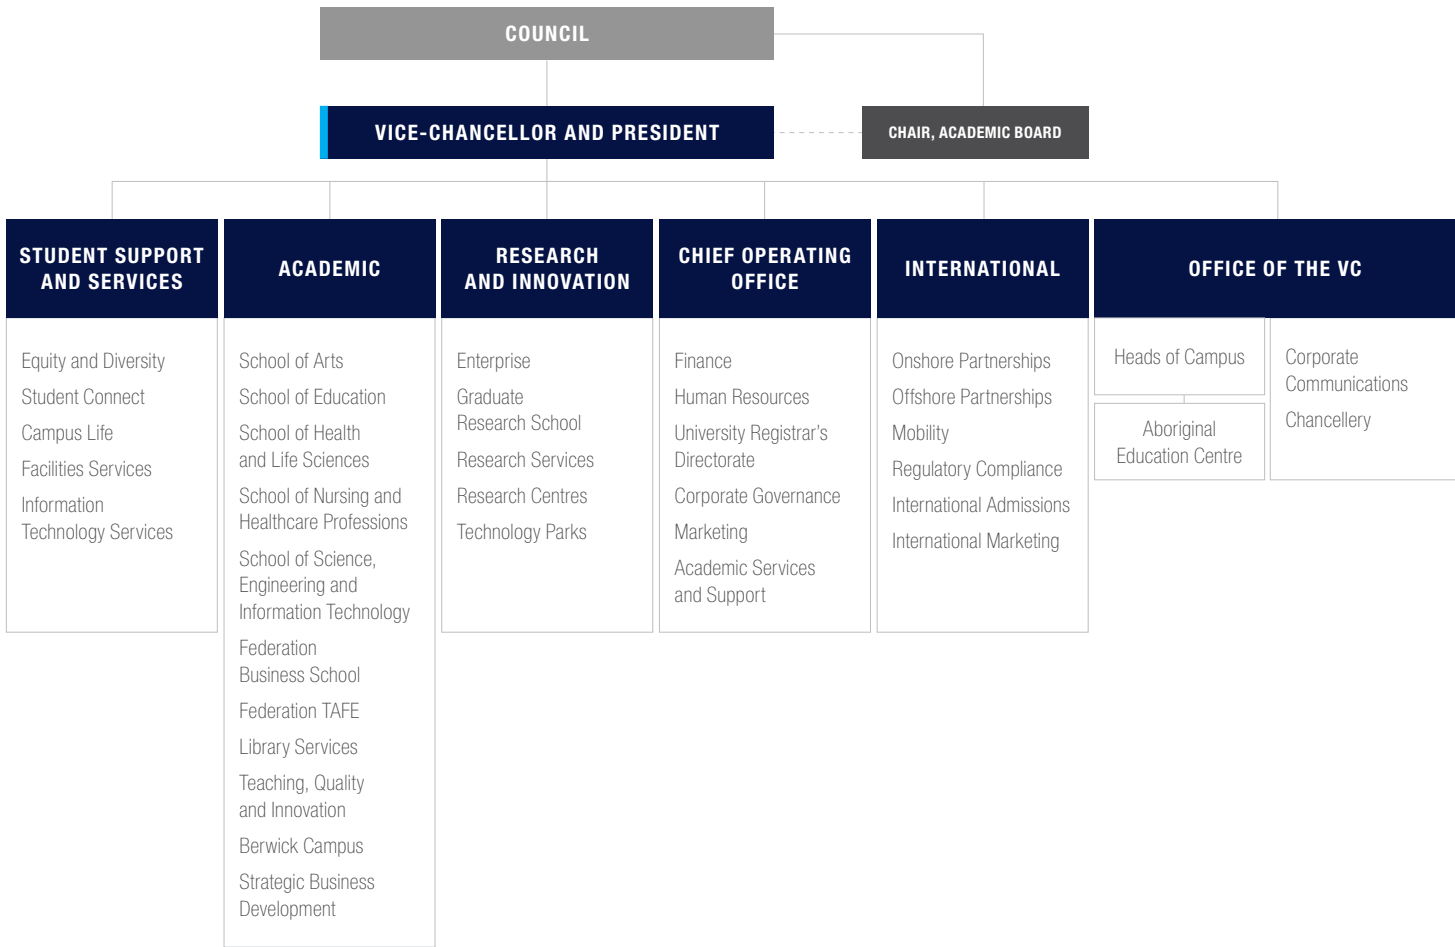 COUNCIL
VICE-CHANCELLOR AND PRESIDENT
CHAIR, ACADEMIC BOARD
STUDENT SUPPORT
AND SERVICES
Equity and Diversity
Student Connect
Campus Life
Facilities Services
Information
Technology Services
ACADEMIC
School of Arts
School of Education
School of Health
and Life Sciences
School of Nursing and
Healthcare Professions
School of Science,
Engineering and
Information Technology
Federation
Business School
Federation TAFE
Library Services
Teaching, Quality
and Innovation
Berwick Campus
Strategic Business
Development
RESEARCH
AND INNOVATION
Enterprise
Graduate
Research School
Research Services
Research Centres
Technology Parks
CHIEF OPERATING
OFFICE
Finance
Human Resources
University Registrar's
Directorate
Corporate Governance
Marketing
Academic Services
and Support
INTERNATIONAL
Onshore Partnerships
Offshore Partnerships
Mobility
Regulatory Compliance
International Admissions
International Marketing
OFFICE OF THE VC
Heads of Campus
Aboriginal
Education Centre
Corporate
Communications
Chancellery